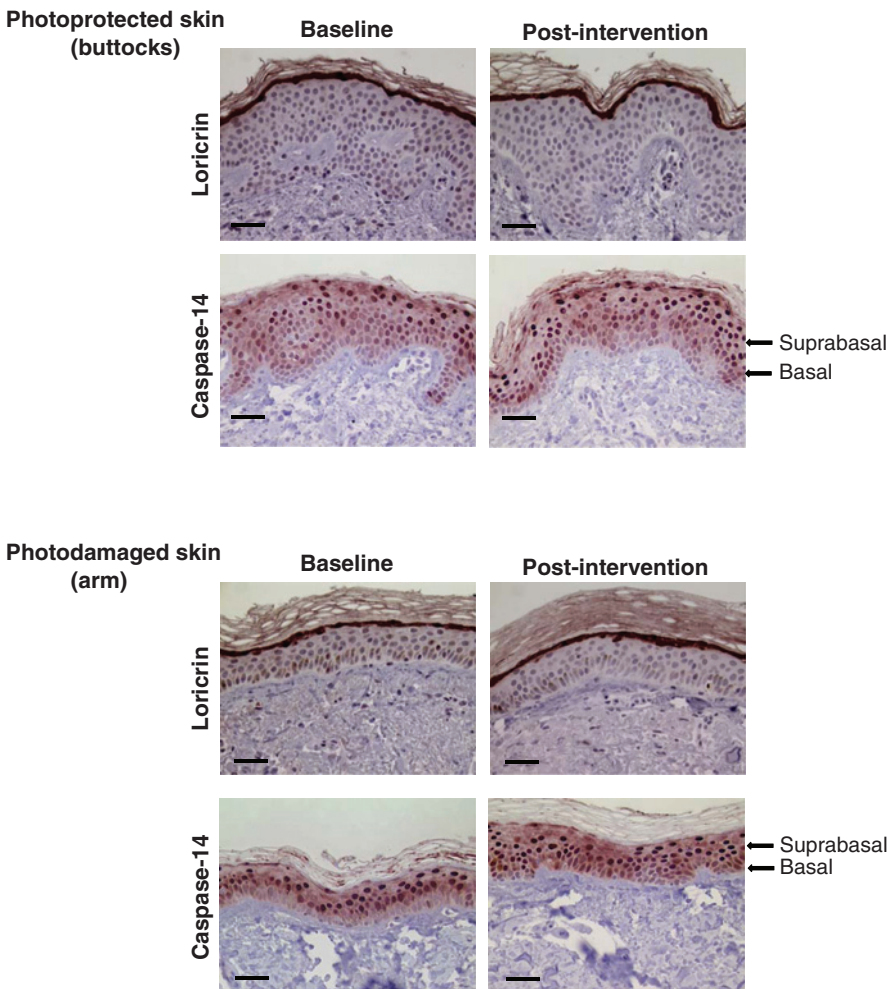 Photoprotected skin
(buttocks)
Baseline
Post-intervention
Loricrin
Caspase-14
Suprabasal
Basal
Photodamaged skin
(arm)
Baseline
Post-intervention
Loricrin
Caspase-14
Suprabasal
Basal